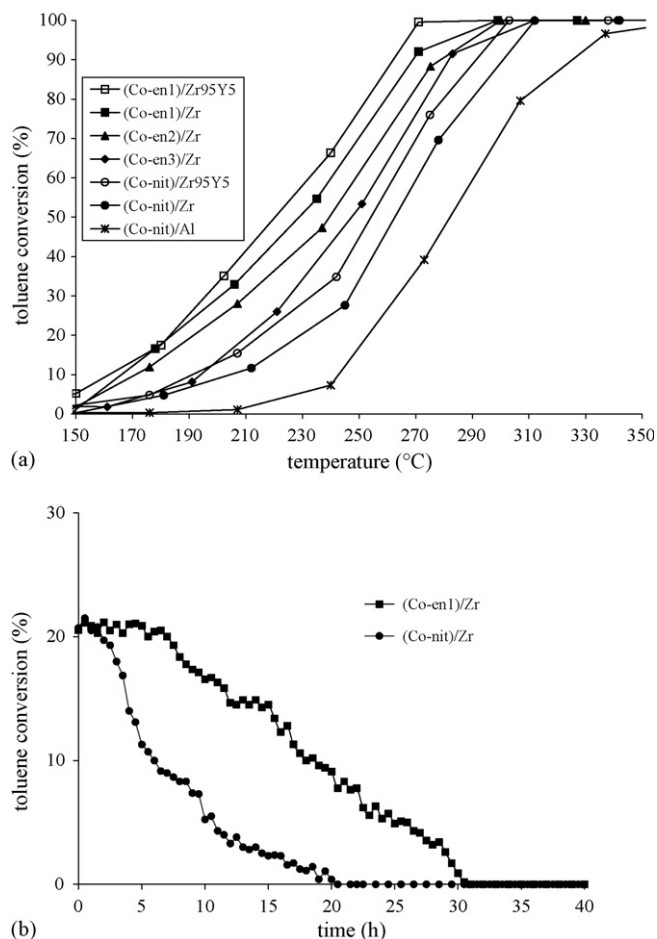 100
90
80
70
60
50
40
30
20
10
0
toluene conversion (%)
(Co-en1)/Zr95Y5
(Co-en1)/Zr
(Co-en2)/Zr
(Co-en3)/Zr
(Co-nit)/Zr95Y5
(Co-nit)/Zr
(Co-nit)/Al
150 170 190 210 230 250 270 290 310 330 350
(a) temperature (°C)
30
20
10
0
toluene conversion (%)
(Co-en1)/Zr
(Co-nit)/Zr
0 5 10 15 20 25 30 35 40
(b) time (h)